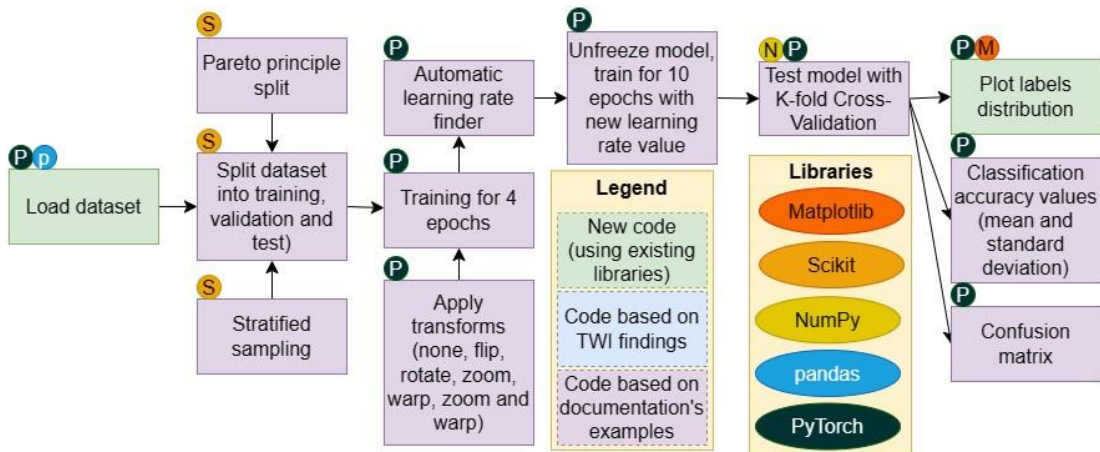 P p
Load dataset
S
Pareto principle
split
S
Split dataset
into training,
validation and
test)
S
Stratified
sampling
P
Automatic
learning rate
finder
P
Training for 4
epochs
P
Apply
transforms
(none, flip,
rotate, zoom,
warp, zoom and
warp)
P
Unfreeze model,
train for 10
epochs with
new learning
rate value
N P
Test model with
K-fold Cross-
Validation
P M
Plot labels
distribution
P
Classification
accuracy values
(mean and
standard
deviation)
P
Confusion
matrix
Legend
New code
(using existing
libraries)
Code based on
TWI findings
Code based on
documentation's
examples
Libraries
Matplotlib
Scikit
NumPy
pandas
PyTorch